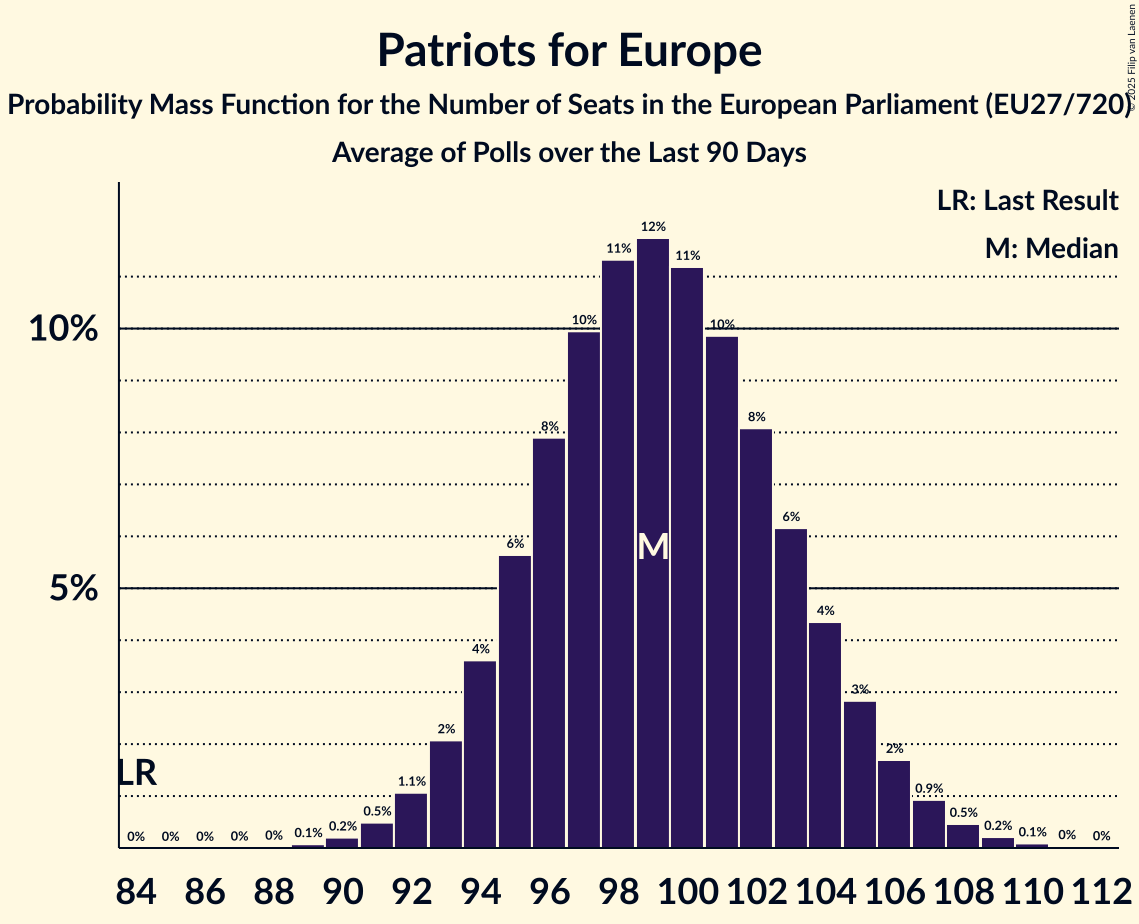 Patriots for Europe
Probability Mass Function for the Number of Seats in the European Parliament (EU27/720)
Average of Polls over the Last 90 Days
© 2025 Filip van Laenen
LR: Last Result
M: Median
10%
5%
LR
M
0% 0% 0% 0% 0% 0.1% 0.2% 0.5% 1.1% 2% 4% 6% 8% 10% 11% 12% 11% 10% 8% 6% 4% 3% 2% 0.9% 0.5% 0.2% 0.1% 0% 0%
84 86 88 90 92 94 96 98 100 102 104 106 108 110 112